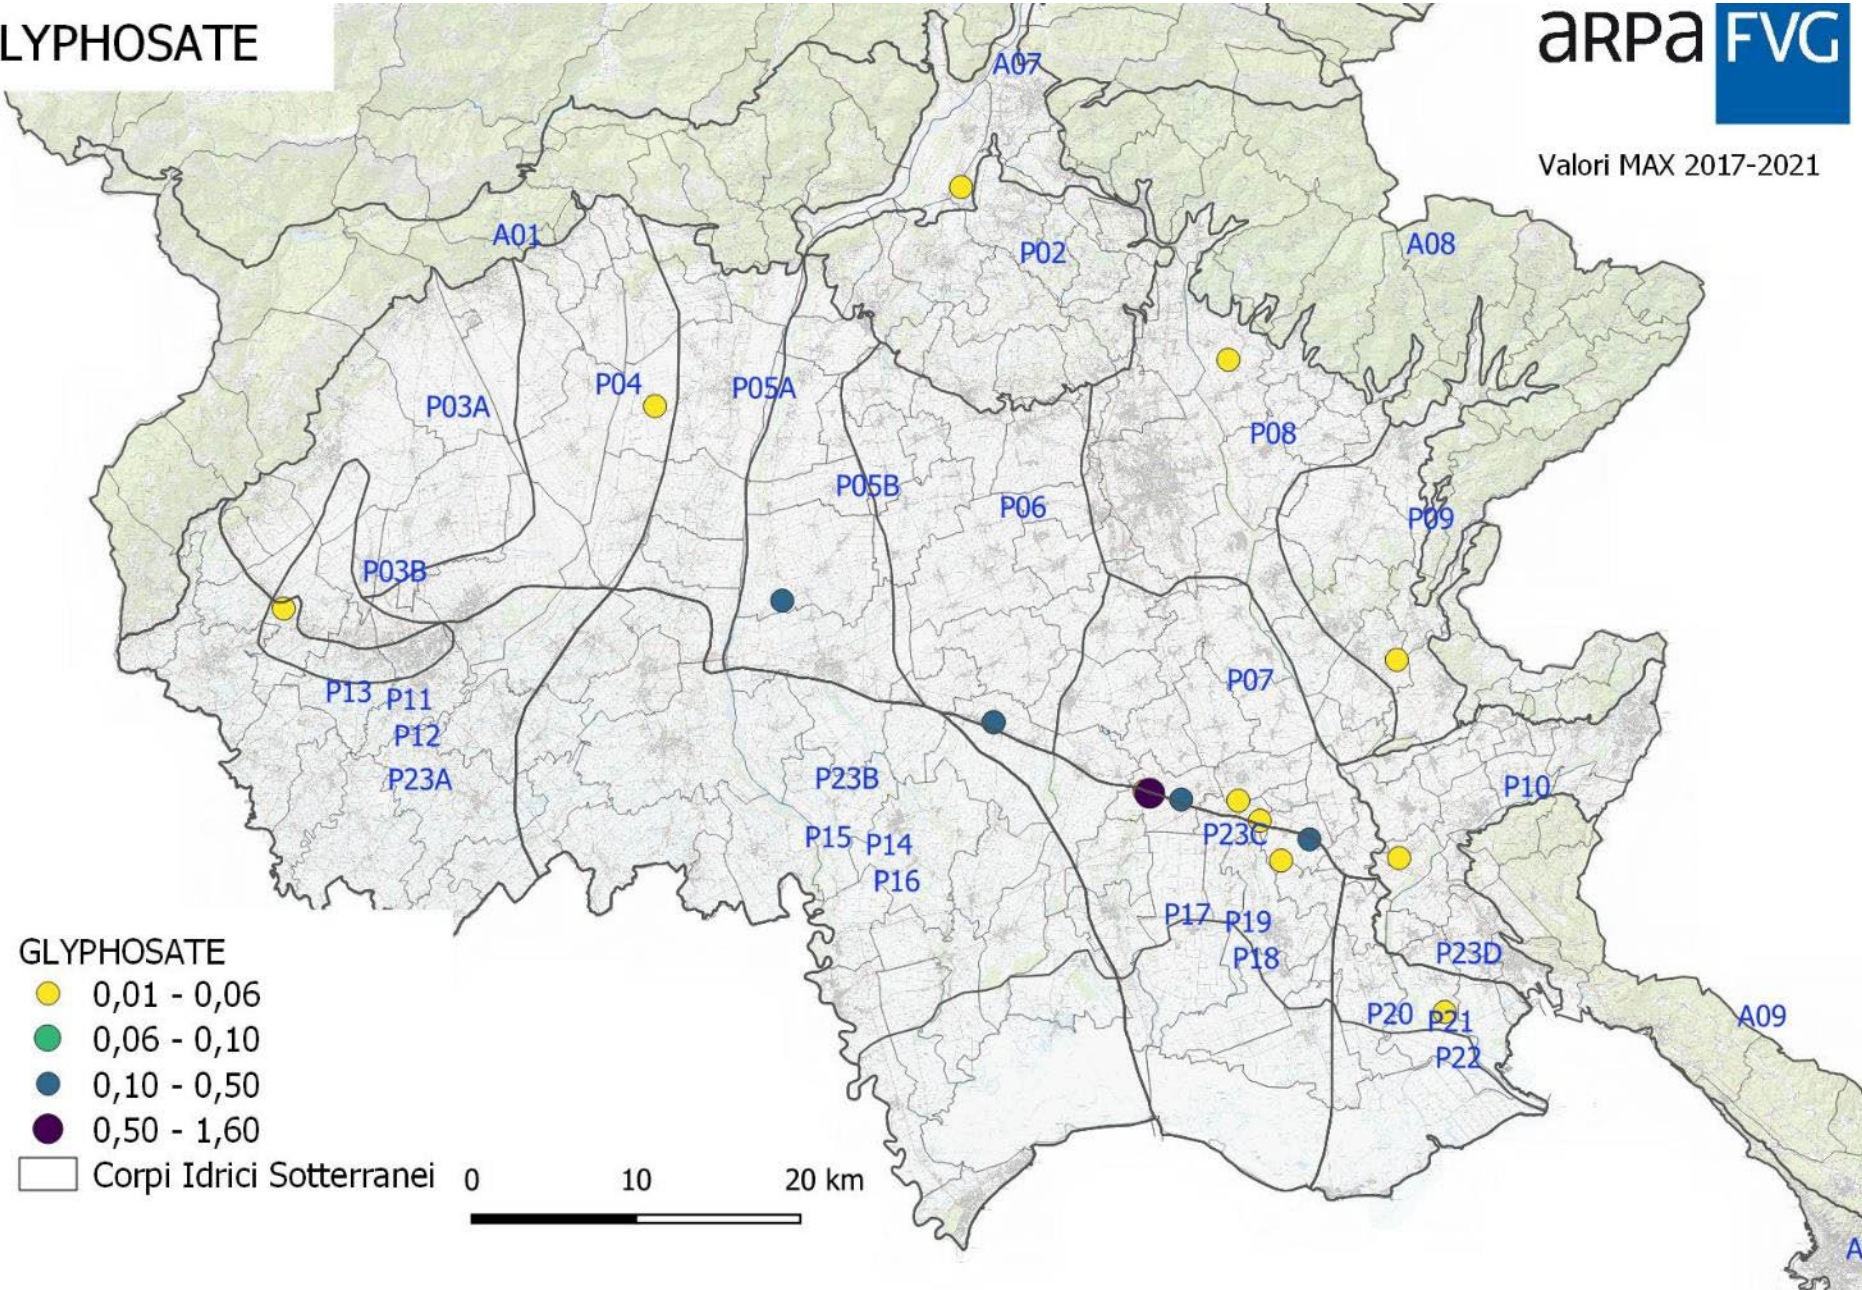 LYPHOSATE
aRPa FVG
Valori MAX 2017-2021
A07
A01
P02
A08
P03A
P04
P05A
P08
P05B
P06
P09
P03B
P13
P11
P12
P23A
P07
P23B
P10
P15
P14
P16
P23C
P17
P19
P18
P23D
P20
P21
P22
A09
A
GLYPHOSATE
0,01 - 0,06
0,06 - 0,10
0,10 - 0,50
0,50 - 1,60
Corpi Idrici Sotterranei
0 10 20 km